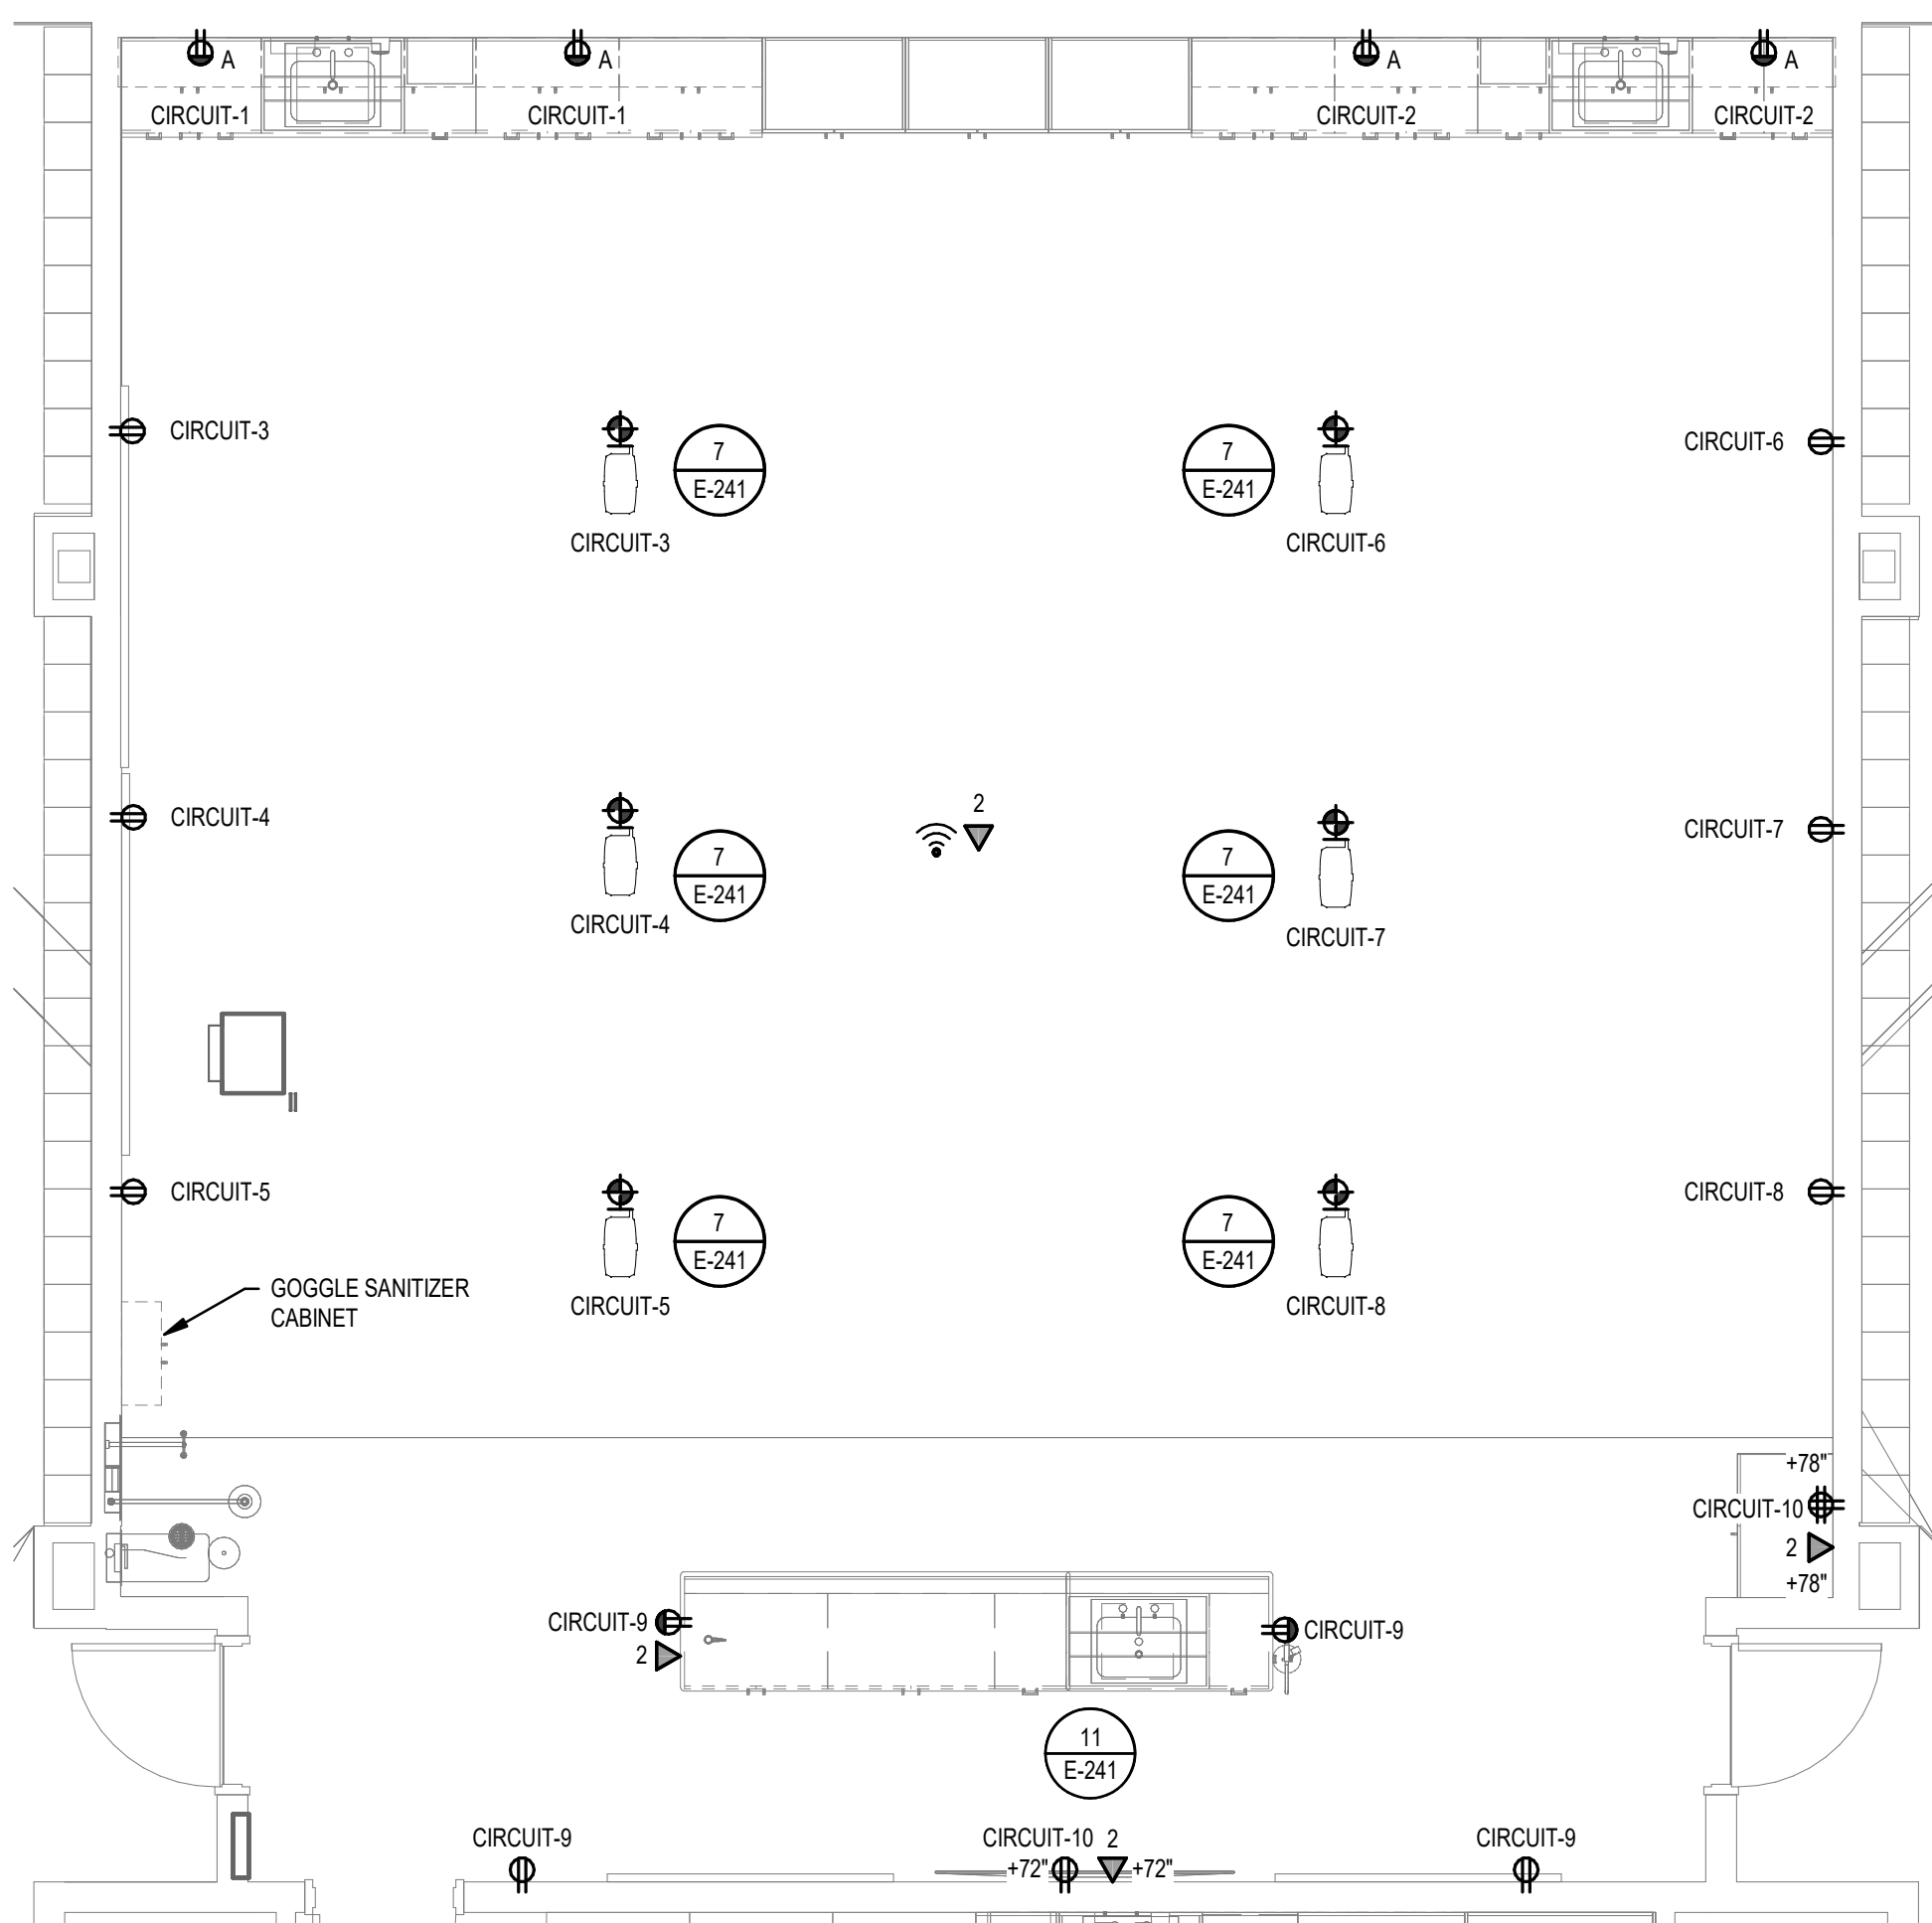 A
A
A
A
CIRCUIT-1
CIRCUIT-1
CIRCUIT-2
CIRCUIT-2
CIRCUIT-3
7
E-241
7
E-241
CIRCUIT-6
CIRCUIT-3
CIRCUIT-6
2
CIRCUIT-4
CIRCUIT-7
7
E-241
7
E-241
CIRCUIT-4
CIRCUIT-7
CIRCUIT-5
CIRCUIT-8
7
E-241
7
E-241
GOGGLE SANITIZER
CABINET
CIRCUIT-5
CIRCUIT-8
+78"
CIRCUIT-10
2
+78"
CIRCUIT-9
2
CIRCUIT-9
11
E-241
CIRCUIT-9
CIRCUIT-10 2
+72" +72"
CIRCUIT-9